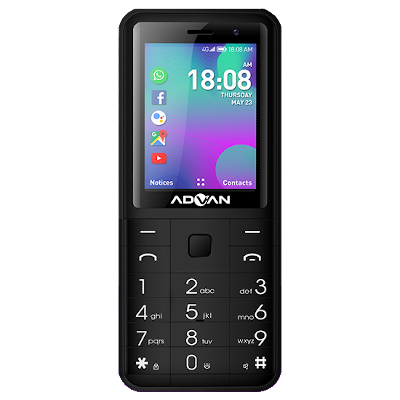 4G 18:08 AM
AM
18:08
THURSDAY
MAY 23
Notices Contacts
ADVAN
1 2 abc def 3
4 ghi 5 jkl mno 6
7 pqrs 8 tuv wxyz 9
* 0 #